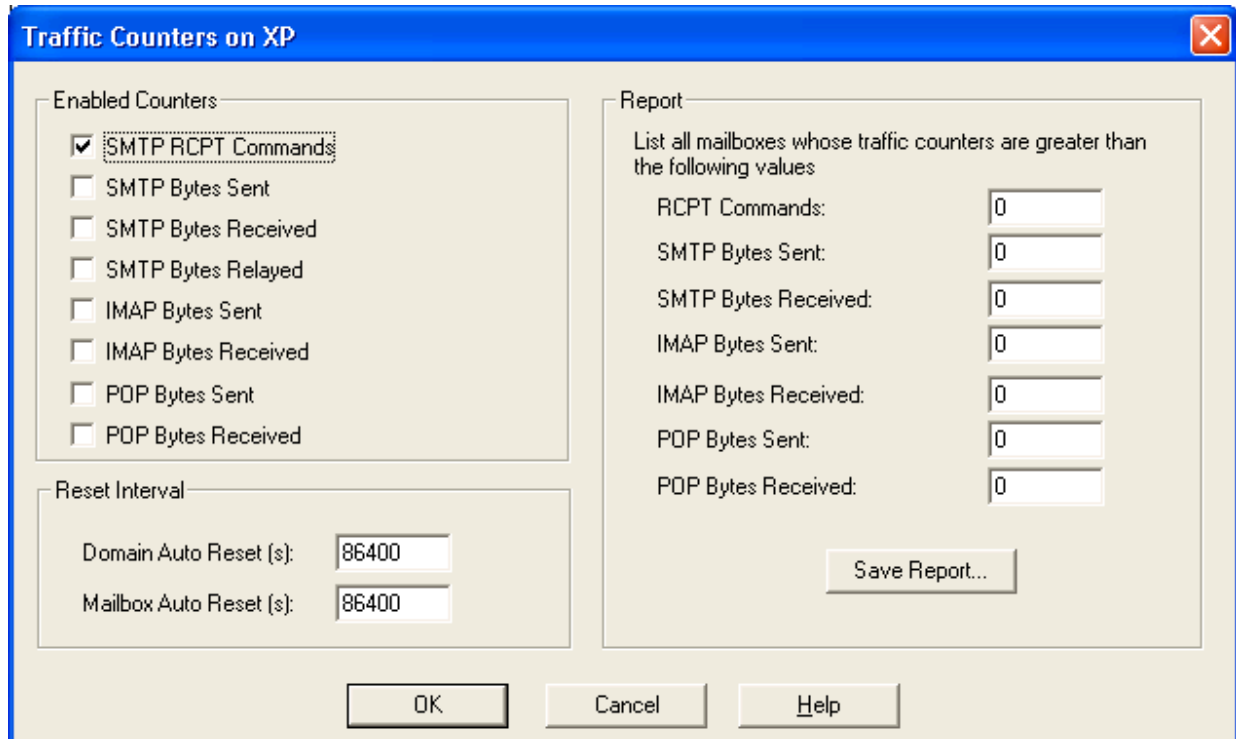 Traffic Counters on XP
Enabled Counters
SMTP RCPT Commands
SMTP Bytes Sent
SMTP Bytes Received
SMTP Bytes Relayed
IMAP Bytes Sent
IMAP Bytes Received
POP Bytes Sent
POP Bytes Received
Reset Interval
Domain Auto Reset (s): 86400
Mailbox Auto Reset (s): 86400
Report
List all mailboxes whose traffic counters are greater than
the following values
RCPT Commands: 0
SMTP Bytes Sent: 0
SMTP Bytes Received: 0
IMAP Bytes Sent: 0
IMAP Bytes Received: 0
POP Bytes Sent: 0
POP Bytes Received: 0
Save Report...
OK Cancel Help